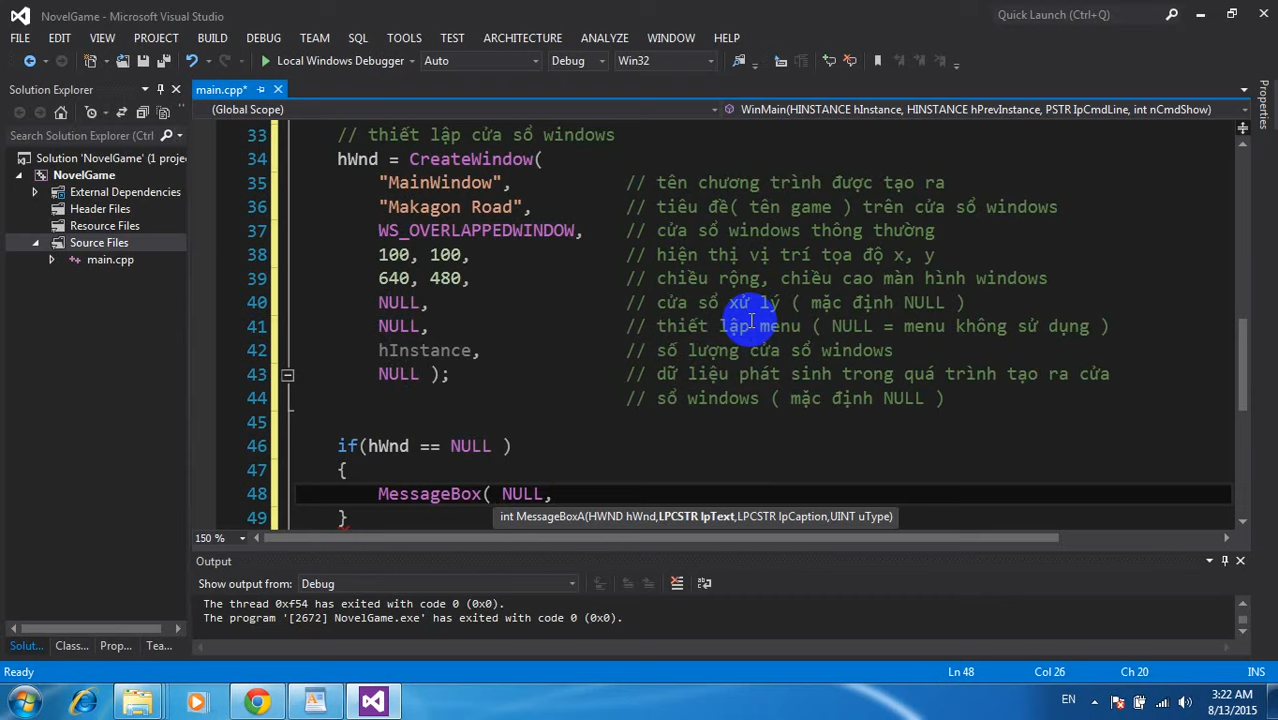 NovelGame - Microsoft Visual Studio
Quick Launch (Ctrl+Q)
FILE EDIT VIEW PROJECT BUILD DEBUG TEAM SQL TOOLS TEST ARCHITECTURE ANALYZE WINDOW HELP
Local Windows Debugger Auto Debug Win32
Solution Explorer
main.cpp*
Properties
(Global Scope)
WinMain(HINSTANCE hInstance, HINSTANCE hPrevInstance, PSTR lpCmdLine, int nCmdShow)
Search Solution Explorer (Ctrl
Solution 'NovelGame' (1 projec
NovelGame
External Dependencies
Header Files
Resource Files
Source Files
main.cpp
33 // thiết lập cửa sổ windows
34 hWnd = CreateWindow(
35 "MainWindow", // tên chương trình được tạo ra
36 "Makagon Road", // tiêu đề( tên game ) trên cửa sổ windows
37 WS_OVERLAPPEDWINDOW, // cửa sổ windows thông thường
38 100, 100, // hiện thị vị trí tọa độ x, y
39 640, 480, // chiều rộng, chiều cao màn hình windows
40 NULL, // cửa sổ xử lý ( mặc định NULL )
41 NULL, // thiết lập menu ( NULL = menu không sử dụng )
42 hInstance, // số lượng cửa sổ windows
43 NULL ); // dữ liệu phát sinh trong quá trình tạo ra cửa
44 // sổ windows ( mặc định NULL )
45
46 if(hWnd == NULL )
47 {
48 MessageBox( NULL,
49 }
int MessageBoxA(HWND hWnd,LPCSTR lpText,LPCSTR lpCaption,UINT uType)
150 %
Output
Show output from: Debug
The thread 0xf54 has exited with code 0 (0x0).
The program '[2672] NovelGame.exe' has exited with code 0 (0x0).
Solut... Class... Prop... Tea...
Ready Ln 48 Col 26 Ch 20 INS
EN
3:22 AM
8/13/2015